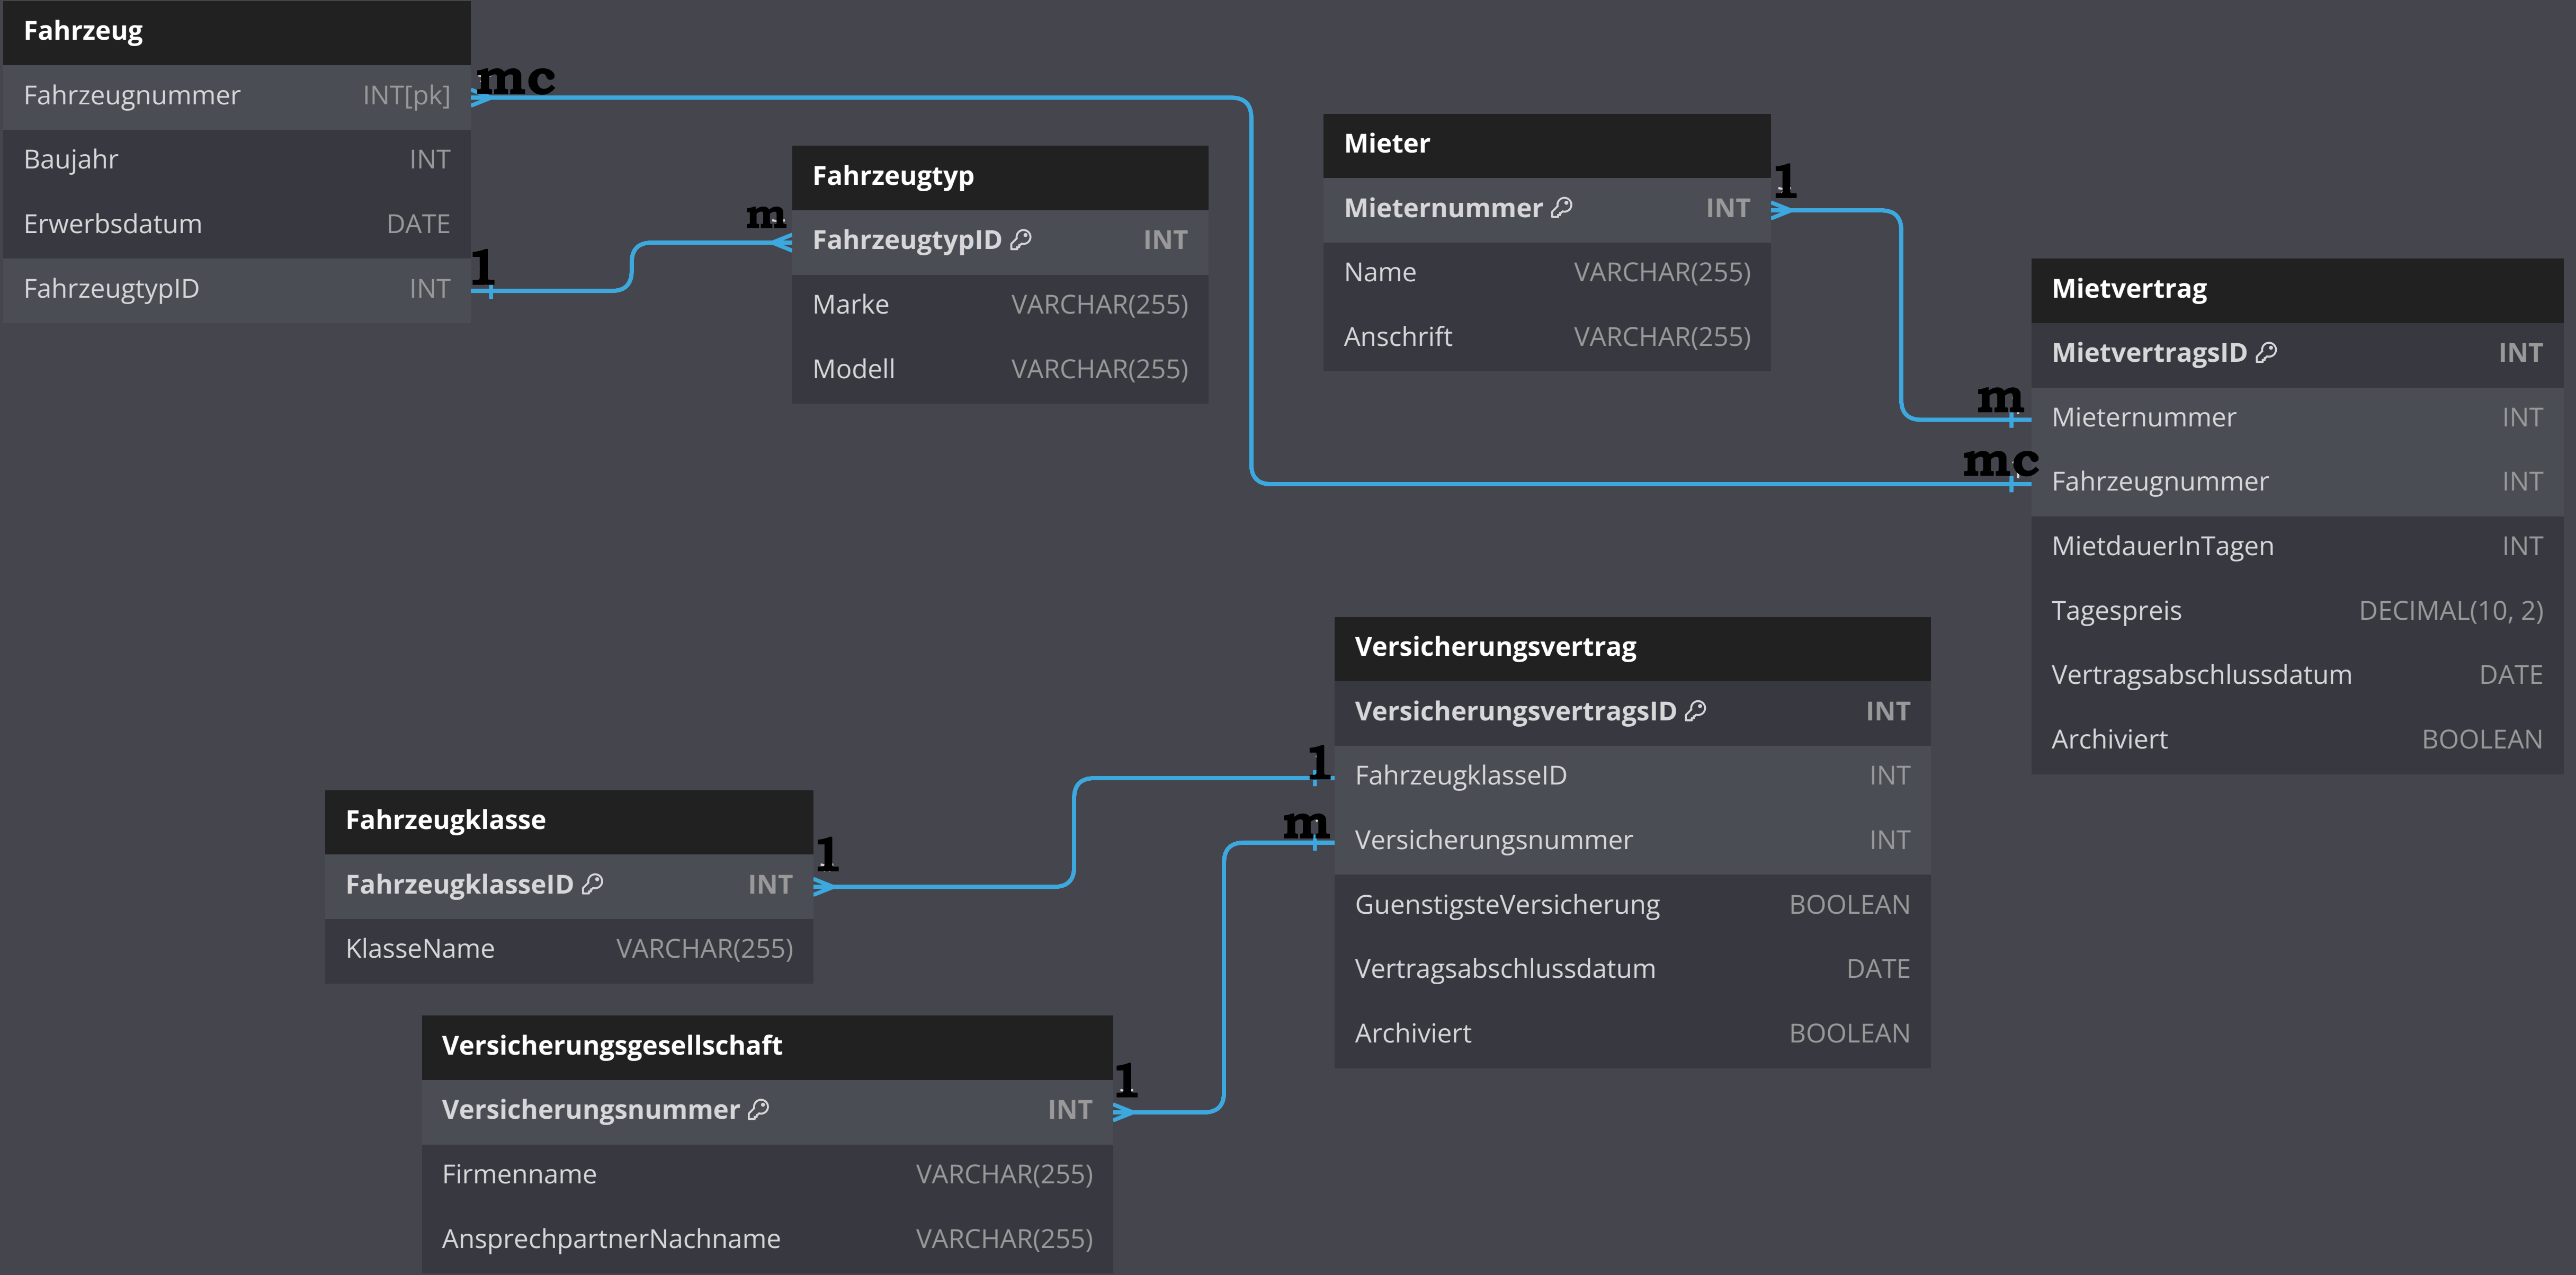 Fahrzeug
Fahrzeugnummer INT[pk]
Baujahr INT
Erwerbsdatum DATE
FahrzeugtypID INT
mc
1
m
Fahrzeugtyp
FahrzeugtypID INT
Marke VARCHAR(255)
Modell VARCHAR(255)
Mieter
Mieternummer INT
Name VARCHAR(255)
Anschrift VARCHAR(255)
1
m
mc
Mietvertrag
MietvertragsID INT
Mieternummer INT
Fahrzeugnummer INT
MietdauerInTagen INT
Tagespreis DECIMAL(10, 2)
Vertragsabschlussdatum DATE
Archiviert BOOLEAN
Versicherungsvertrag
VersicherungsvertragsID INT
FahrzeugklasseID INT
Versicherungsnummer INT
GuenstigsteVersicherung BOOLEAN
Vertragsabschlussdatum DATE
Archiviert BOOLEAN
1
m
Fahrzeugklasse
FahrzeugklasseID INT
KlasseName VARCHAR(255)
1
Versicherungsgesellschaft
Versicherungsnummer INT
Firmenname VARCHAR(255)
AnsprechpartnerNachname VARCHAR(255)
1